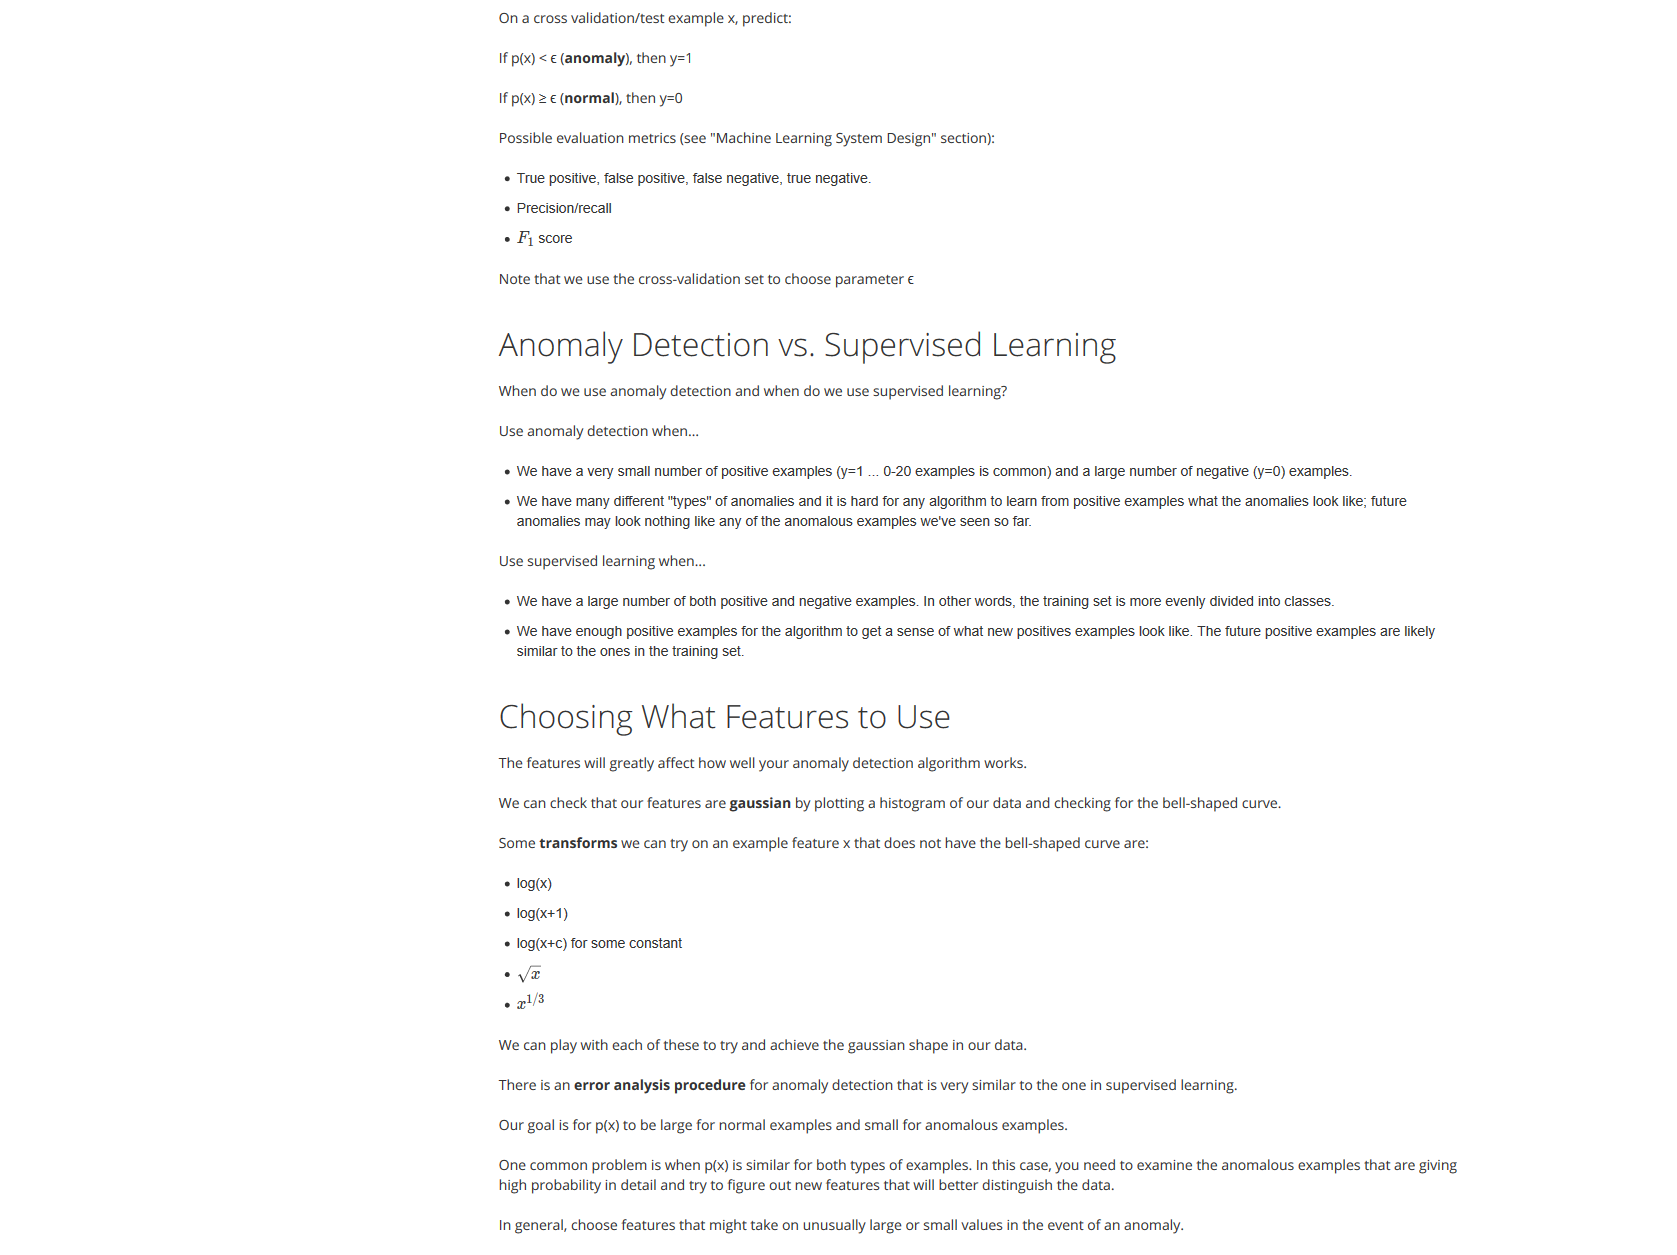 On a cross validation/test example x, predict:
If p(x) < ϵ (anomaly), then y=1
If p(x) ≥ ϵ (normal), then y=0
Possible evaluation metrics (see "Machine Learning System Design" section):
• True positive, false positive, false negative, true negative.
• Precision/recall
• F₁ score
Note that we use the cross-validation set to choose parameter ϵ
Anomaly Detection vs. Supervised Learning
When do we use anomaly detection and when do we use supervised learning?
Use anomaly detection when...
• We have a very small number of positive examples (y=1 ... 0-20 examples is common) and a large number of negative (y=0) examples.
• We have many different "types" of anomalies and it is hard for any algorithm to learn from positive examples what the anomalies look like; future
anomalies may look nothing like any of the anomalous examples we've seen so far.
Use supervised learning when...
• We have a large number of both positive and negative examples. In other words, the training set is more evenly divided into classes.
• We have enough positive examples for the algorithm to get a sense of what new positives examples look like. The future positive examples are likely
similar to the ones in the training set.
Choosing What Features to Use
The features will greatly affect how well your anomaly detection algorithm works.
We can check that our features are gaussian by plotting a histogram of our data and checking for the bell-shaped curve.
Some transforms we can try on an example feature x that does not have the bell-shaped curve are:
• log(x)
• log(x+1)
• log(x+c) for some constant
• √x
• x^{1/3}
We can play with each of these to try and achieve the gaussian shape in our data.
There is an error analysis procedure for anomaly detection that is very similar to the one in supervised learning.
Our goal is for p(x) to be large for normal examples and small for anomalous examples.
One common problem is when p(x) is similar for both types of examples. In this case, you need to examine the anomalous examples that are giving
high probability in detail and try to figure out new features that will better distinguish the data.
In general, choose features that might take on unusually large or small values in the event of an anomaly.